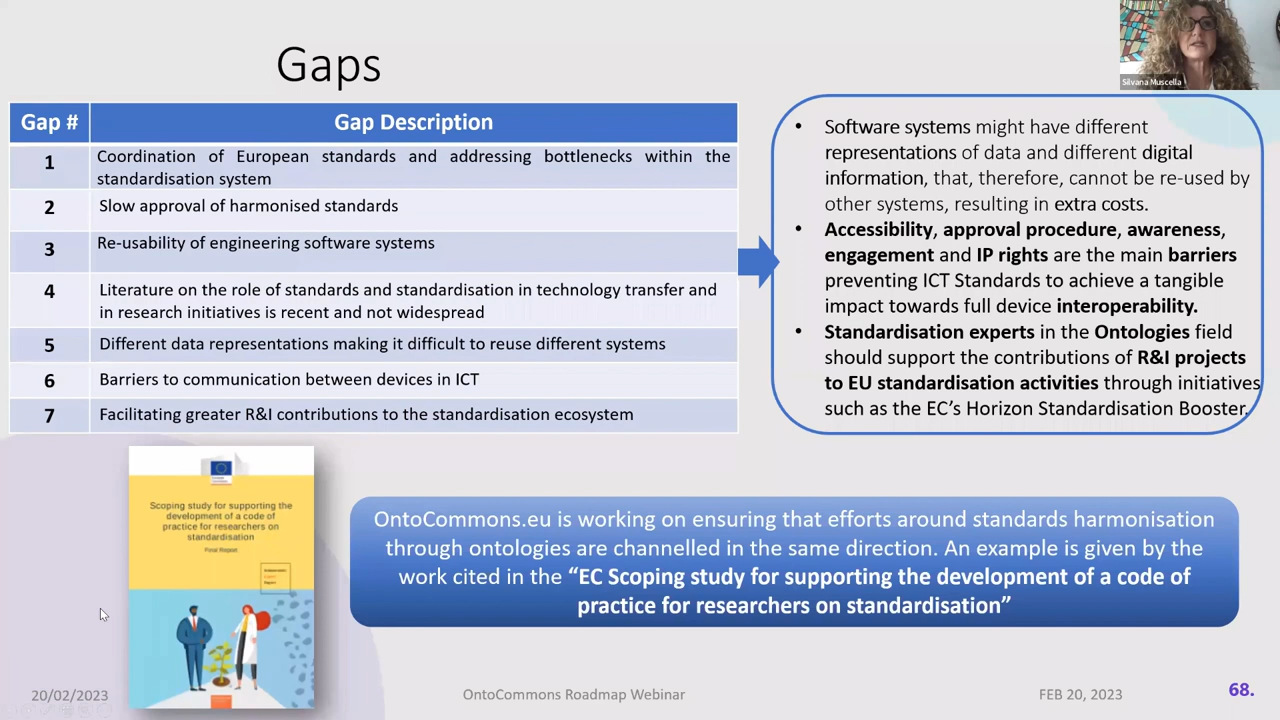 Gaps
Silvana Muscella
Gap #
Gap Description
1
Coordination of European standards and addressing bottlenecks within the
standardisation system
2
Slow approval of harmonised standards
3
Re-usability of engineering software systems
4
Literature on the role of standards and standardisation in technology transfer and
in research initiatives is recent and not widespread
5
Different data representations making it difficult to reuse different systems
6
Barriers to communication between devices in ICT
7
Facilitating greater R&I contributions to the standardisation ecosystem
• Software systems might have different
representations of data and different digital
information, that, therefore, cannot be re-used by
other systems, resulting in extra costs.
• Accessibility, approval procedure, awareness,
engagement and IP rights are the main barriers
preventing ICT Standards to achieve a tangible
impact towards full device interoperability.
• Standardisation experts in the Ontologies field
should support the contributions of R&I projects
to EU standardisation activities through initiatives
such as the EC's Horizon Standardisation Booster.
Scoping study for supporting the
development of a code of
practice for researchers on
standardisation
Final Report
OntoCommons.eu is working on ensuring that efforts around standards harmonisation
through ontologies are channelled in the same direction. An example is given by the
work cited in the “EC Scoping study for supporting the development of a code of
practice for researchers on standardisation”
20/02/2023
OntoCommons Roadmap Webinar
FEB 20, 2023
68.